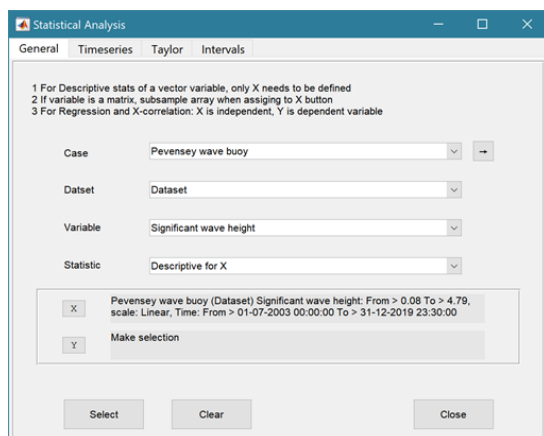 Statistical Analysis
General Timeseries Taylor Intervals
1 For Descriptive stats of a vector variable, only X needs to be defined
2 If variable is a matrix, subsample array when assiging to X button
3 For Regression and X-correlation: X is independent, Y is dependent variable
Case Pevensey wave buoy →
Datset Dataset
Variable Significant wave height
Statistic Descriptive for X
X Pevensey wave buoy (Dataset) Significant wave height: From > 0.08 To > 4.79,
scale: Linear, Time: From > 01-07-2003 00:00:00 To > 31-12-2019 23:30:00
Y Make selection
Select Clear Close